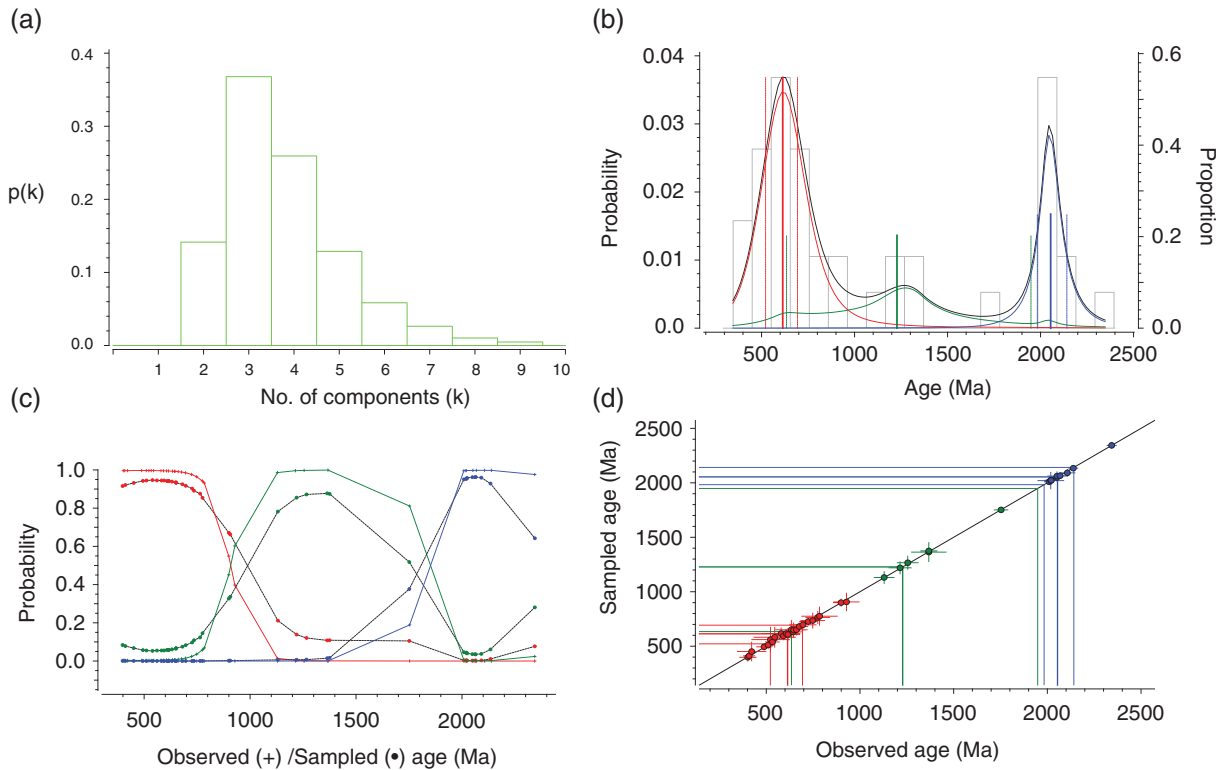 (a)
0.4
0.3
0.2
0.1
0.0
p(k)
1 2 3 4 5 6 7 8 9 10
No. of components (k)
(b)
0.04
0.03
0.02
0.01
0.0
Probability
0.6
0.4
0.2
0.0
Proportion
500 1000 1500 2000 2500
Age (Ma)
(c)
1.0
0.8
0.6
0.4
0.2
0.0
Probability
500 1000 1500 2000
Observed (+) /Sampled (•) age (Ma)
(d)
2500
2000
1500
1000
500
Sampled age (Ma)
500 1000 1500 2000 2500
Observed age (Ma)